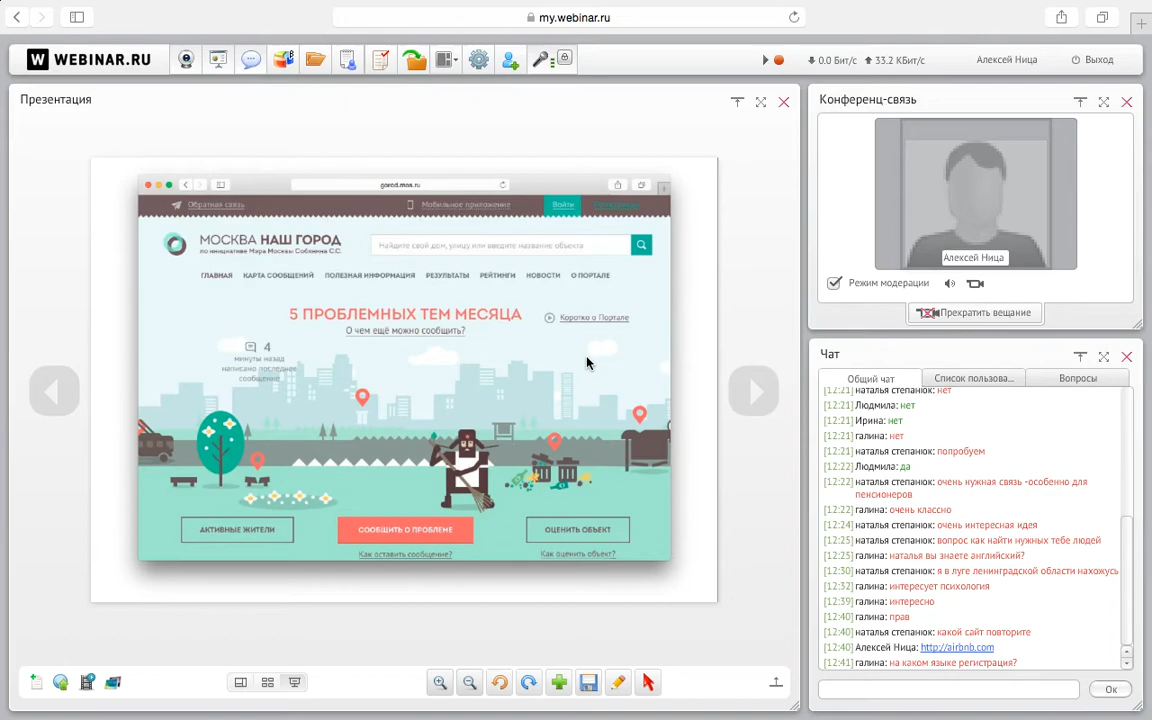 my.webinar.ru
W WEBINAR.RU
0.0 Бит/с 33.2 КБит/с
Алексей Ница
Выход
Презентация
gorod.mos.ru
Обратная связь
Мобильное приложение
Войти
МОСКВА НАШ ГОРОД
по инициативе Мэра Москвы Собянина С.С.
Найдите свой дом, улицу или введите название объекта
ГЛАВНАЯ КАРТА СООБЩЕНИЙ ПОЛЕЗНАЯ ИНФОРМАЦИЯ РЕЗУЛЬТАТЫ РЕЙТИНГИ НОВОСТИ О ПОРТАЛЕ
5 ПРОБЛЕМНЫХ ТЕМ МЕСЯЦА
О чем ещё можно сообщить?
Коротко о Портале
4
минуты назад
написано последнее
сообщение
АКТИВНЫЕ ЖИТЕЛИ
СООБЩИТЬ О ПРОБЛЕМЕ
ОЦЕНИТЬ ОБЪЕКТ
Как оставить сообщение?
Как оценить объект?
Конференц-связь
Алексей Ница
Режим модерации
Прекратить вещание
Чат
Общий чат
Список пользова...
Вопросы
[12:21] наталья степанюк: нет
[12:21] Людмила: нет
[12:21] Ирина: нет
[12:21] галина: нет
[12:21] наталья степанюк: попробуем
[12:22] Людмила: да
[12:22] наталья степанюк: очень нужная связь -особенно для
пенсионеров
[12:22] галина: очень классно
[12:24] наталья степанюк: очень интересная идея
[12:25] наталья степанюк: вопрос как найти нужных тебе людей
[12:25] галина: наталья вы знаете английский?
[12:30] наталья степанюк: я в луге ленинградской области нахожусь
[12:32] галина: интересует психология
[12:39] галина: интересно
[12:40] галина: прав
[12:40] наталья степанюк: какой сайт повторите
[12:40] Алексей Ница: http://airbnb.com
[12:41] галина: на каком языке регистрация?
Ок